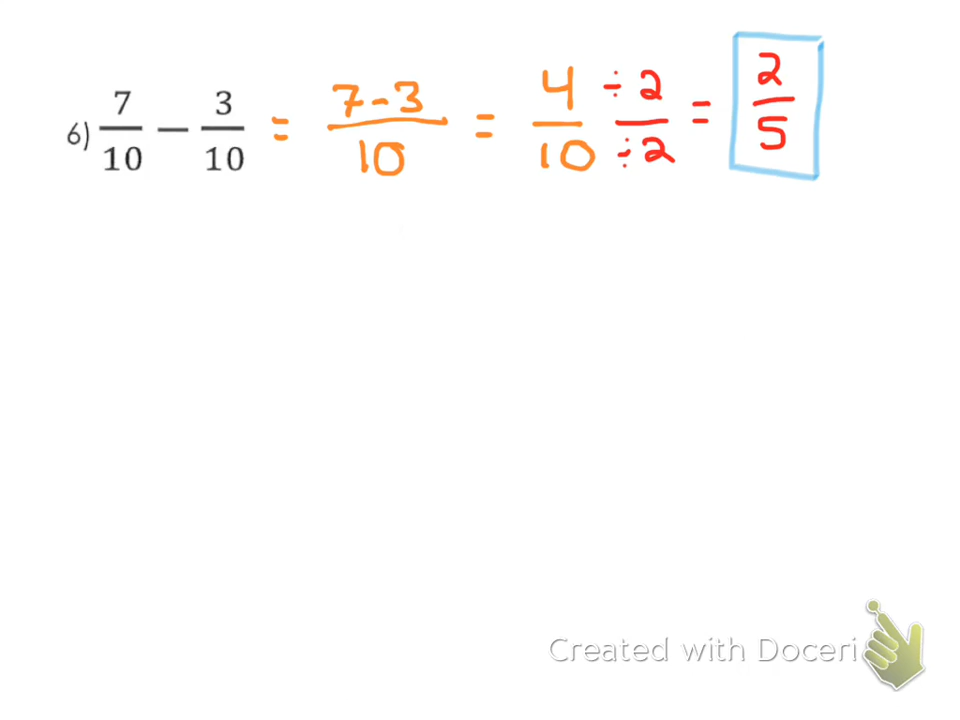 6) 7/10 − 3/10 = 7-3/10 = 4 ÷ 2/10 ÷ 2 = 2/5
Created with Doceri